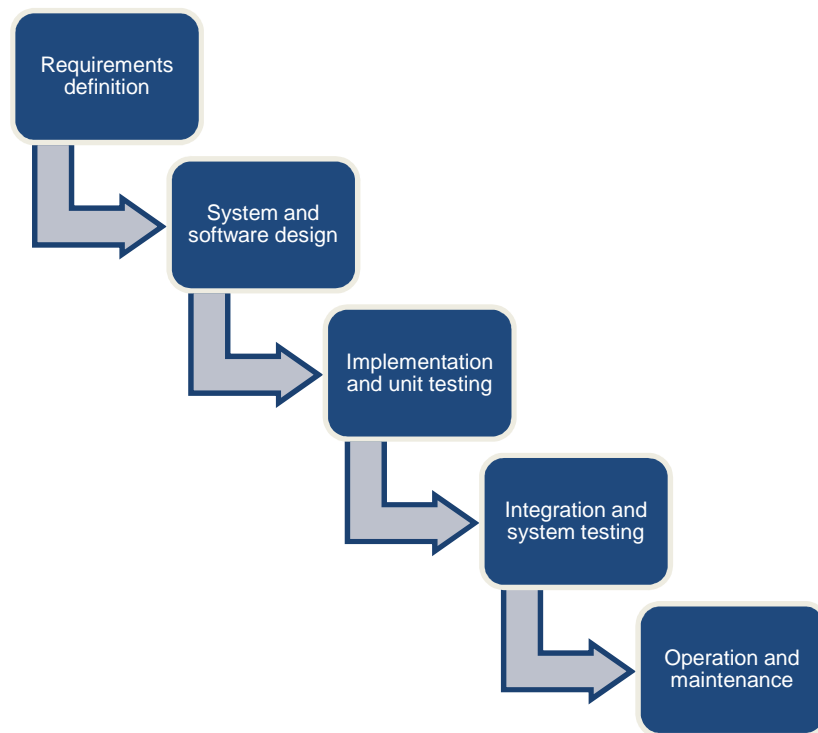 Requirements
definition
System and
software design
Implementation
and unit testing
Integration and
system testing
Operation and
maintenance